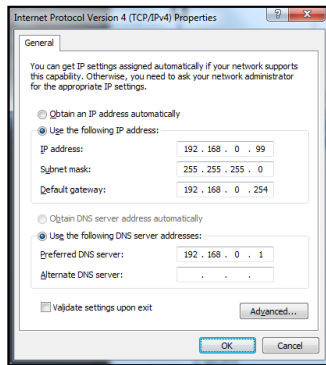 Internet Protocol Version 4 (TCP/IPv4) Properties
General
You can get IP settings assigned automatically if your network supports
this capability. Otherwise, you need to ask your network administrator
for the appropriate IP settings.
Obtain an IP address automatically
Use the following IP address:
IP address: 192 . 168 . 0 . 99
Subnet mask: 255 . 255 . 255 . 0
Default gateway: 192 . 168 . 0 . 254
Obtain DNS server address automatically
Use the following DNS server addresses:
Preferred DNS server: 192 . 168 . 0 . 1
Alternate DNS server: . . .
Validate settings upon exit
Advanced...
OK Cancel